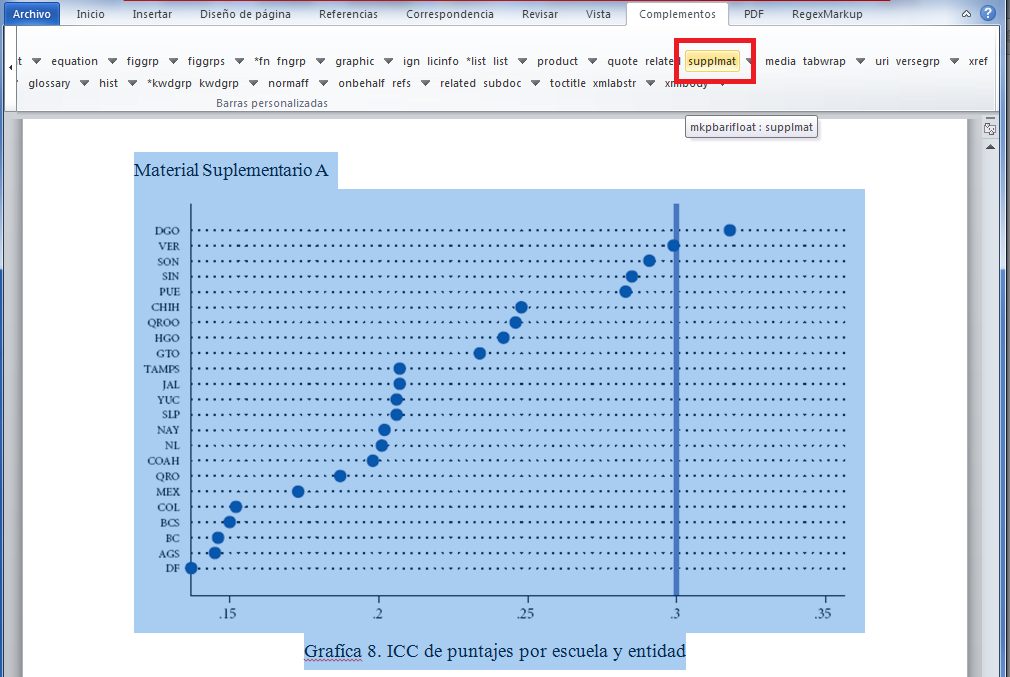 Archivo Inicio Insertar Diseño de página Referencias Correspondencia Revisar Vista Complementos PDF RegexMarkup
t equation figgrp figgrps *fn fngrp graphic ign licinfo *list list product quote related supplmat media tabwrap uri versegrp xref
glossary hist *kwdgrp kwdgrp normaff onbehalf refs related subdoc toctitle xmlabstr xmlbody
Barras personalizadas
mkpbarifloat : supplmat
Material Suplementario A
DGO
VER
SON
SIN
PUE
CHIH
QROO
HGO
GTO
TAMPS
JAL
YUC
SLP
NAY
NL
COAH
QRO
MEX
COL
BCS
BC
AGS
DF
.15 .2 .25 .3 .35
Grafíca 8. ICC de puntajes por escuela y entidad